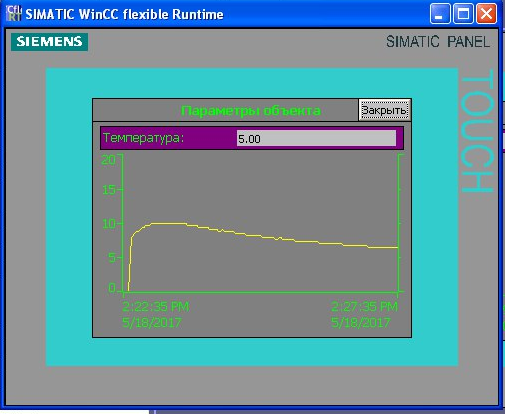 SIMATIC WinCC flexible Runtime
SIEMENS
SIMATIC PANEL
TOUCH
Параметры объекта
Закрыть
Температура:
5.00
20
15
10
5
0
2:22:35 PM
2:27:35 PM
5/18/2017
5/18/2017